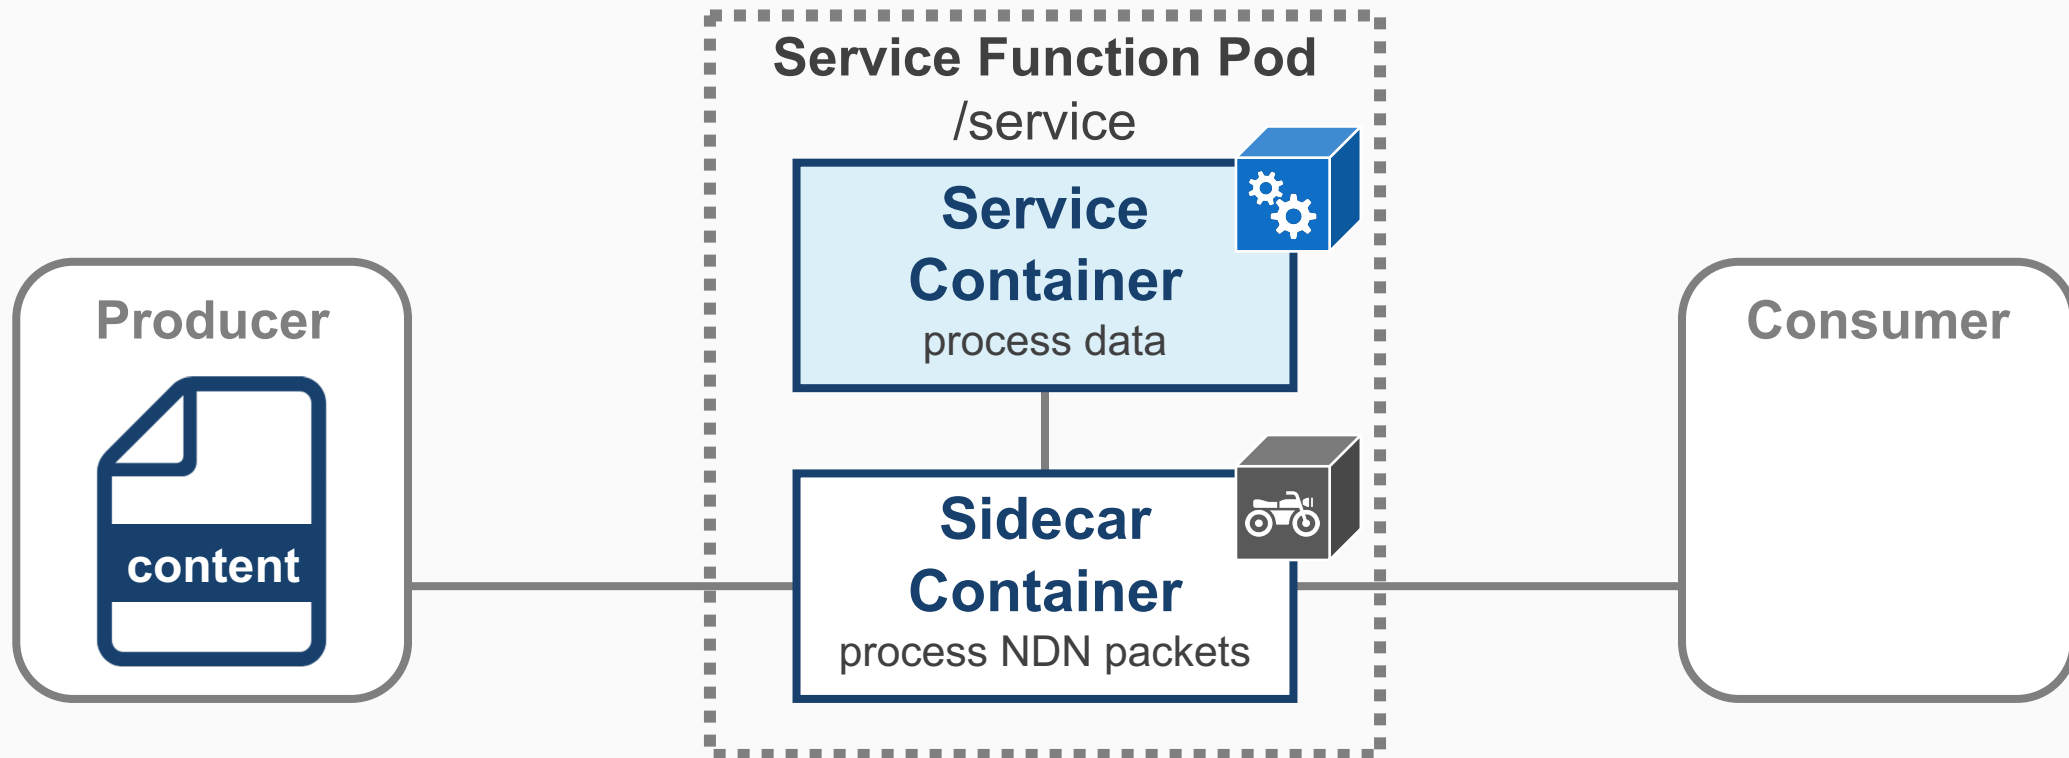 Service Function Pod
/service
Service
Container
process data
Producer
content
Sidecar
Container
process NDN packets
Consumer